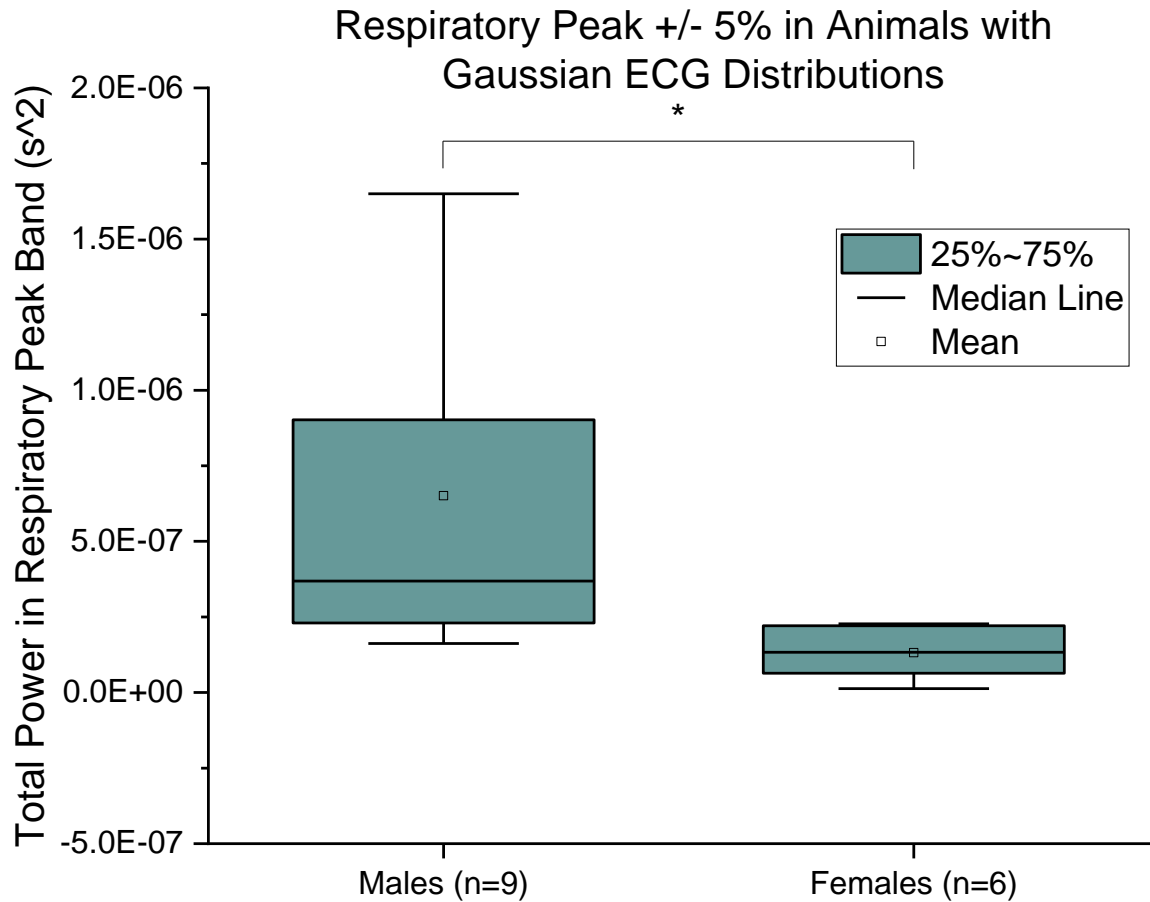 Respiratory Peak +/- 5% in Animals with
Gaussian ECG Distributions
*
Total Power in Respiratory Peak Band (s^2)
2.0E-06
1.5E-06
1.0E-06
5.0E-07
0.0E+00
-5.0E-07
25%~75%
Median Line
Mean
Males (n=9)
Females (n=6)